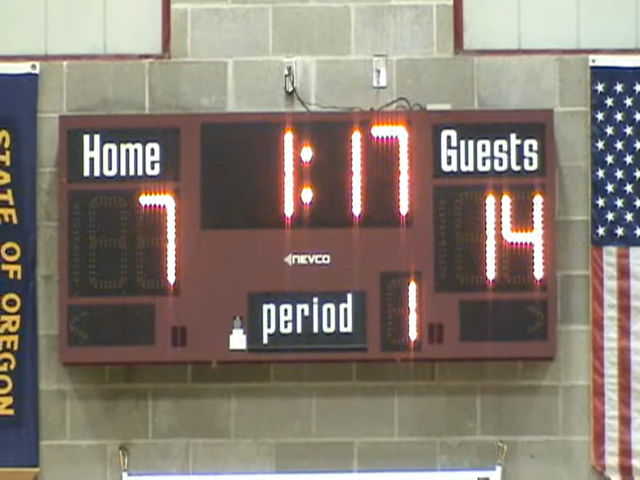 Home
1:17
Guests
7
14
NEVCO
period
1
STATE OF OREGON